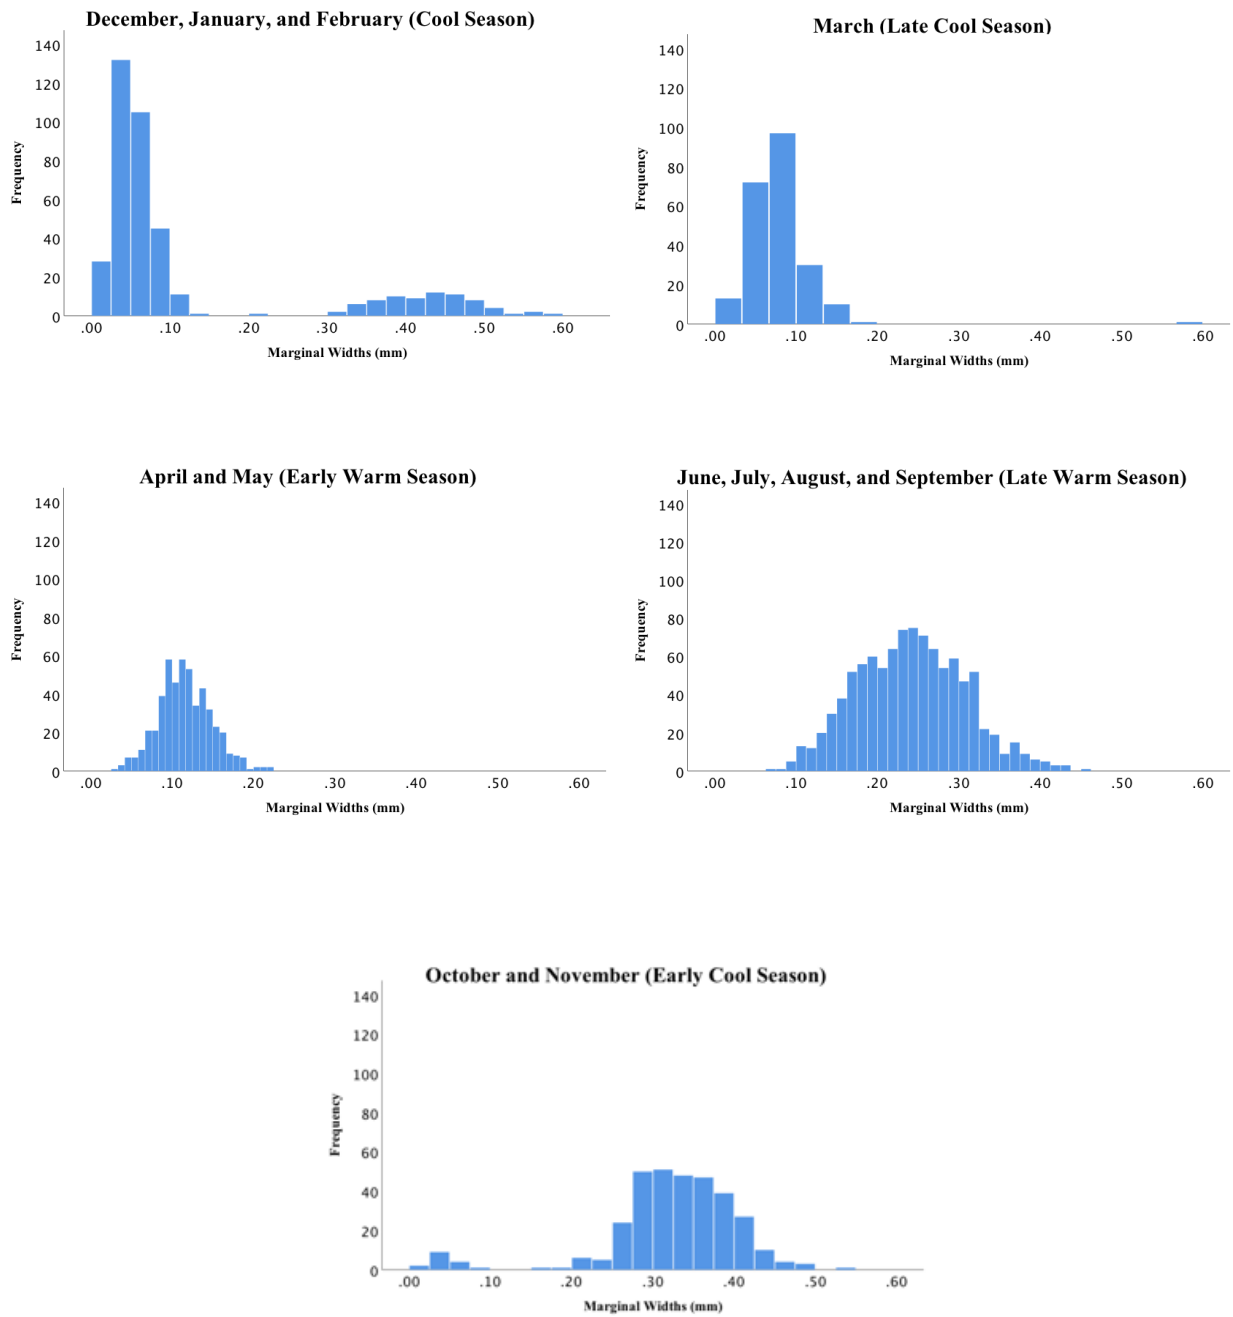 December, January, and February (Cool Season)
140
120
100
80
60
40
20
0
Frequency
.00 .10 .20 .30 .40 .50 .60
Marginal Widths (mm)
March (Late Cool Season)
140
120
100
80
60
40
20
0
Frequency
.00 .10 .20 .30 .40 .50 .60
Marginal Widths (mm)
April and May (Early Warm Season)
140
120
100
80
60
40
20
0
Frequency
.00 .10 .20 .30 .40 .50 .60
Marginal Widths (mm)
June, July, August, and September (Late Warm Season)
140
120
100
80
60
40
20
0
Frequency
.00 .10 .20 .30 .40 .50 .60
Marginal Widths (mm)
October and November (Early Cool Season)
140
120
100
80
60
40
20
0
Frequency
.00 .10 .20 .30 .40 .50 .60
Marginal Widths (mm)